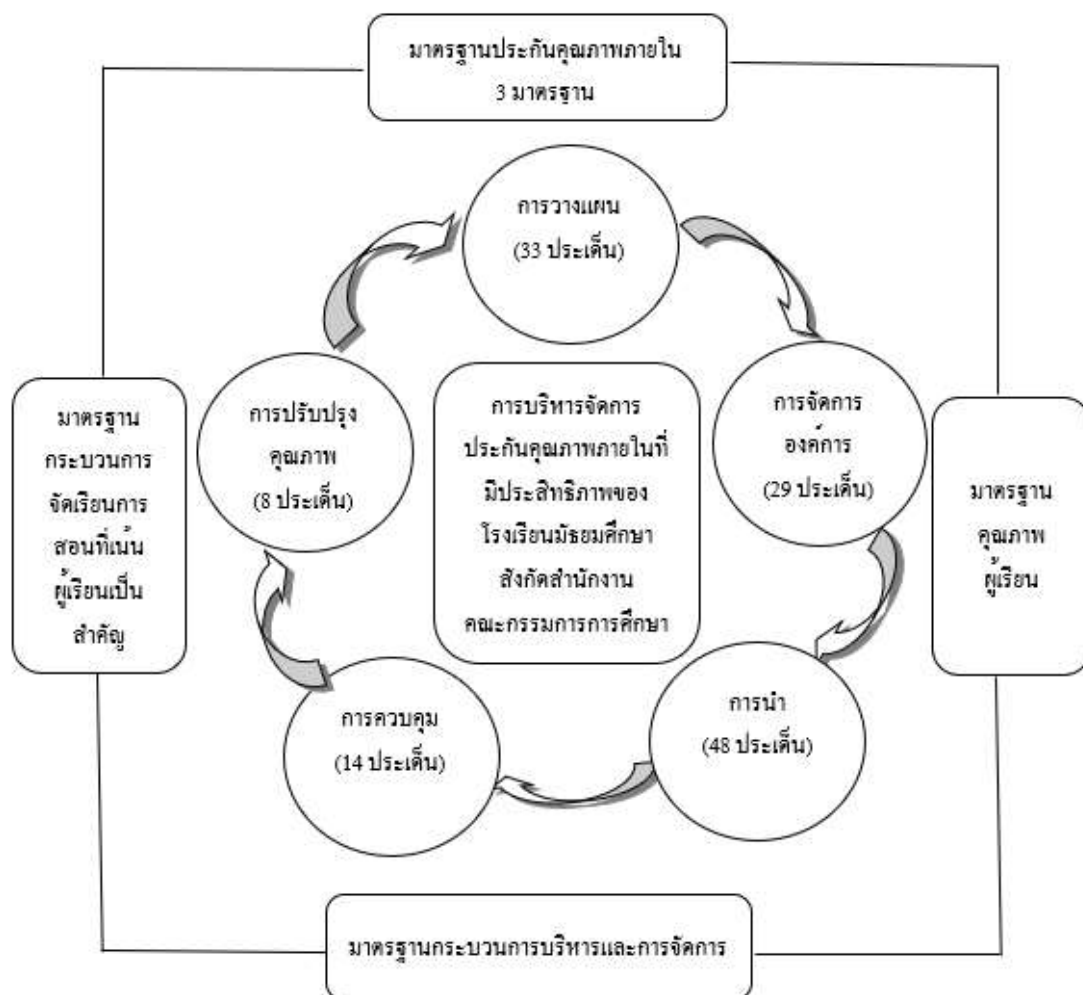 มาตรฐานประกันคุณภาพภายใน
3 มาตรฐาน
การวางแผน
(33 ประเด็น)
การปรับปรุง
คุณภาพ
(8 ประเด็น)
การบริหารจัดการ
ประกันคุณภาพภายในที่
มีประสิทธิภาพของ
โรงเรียนมัธยมศึกษา
สังกัดสำนักงาน
คณะกรรมการการศึกษา
การจัดการ
องค์การ
(29 ประเด็น)
มาตรฐาน
กระบวนการ
จัดเรียนการ
สอนที่เน้น
ผู้เรียนเป็น
สำคัญ
มาตรฐาน
คุณภาพ
ผู้เรียน
การควบคุม
(14 ประเด็น)
การนำ
(48 ประเด็น)
มาตรฐานกระบวนการบริหารและการจัดการ